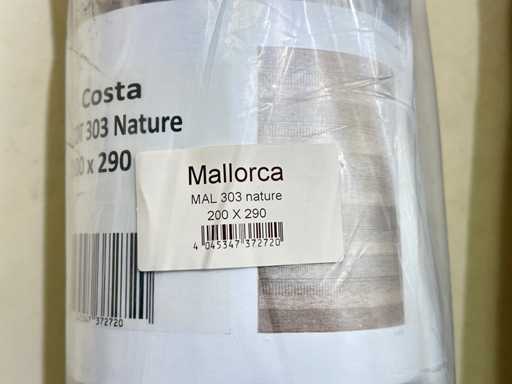 Costa
303 Nature
x 290
Mallorca
MAL 303 nature
200 X 290
4 045347 372720
372720